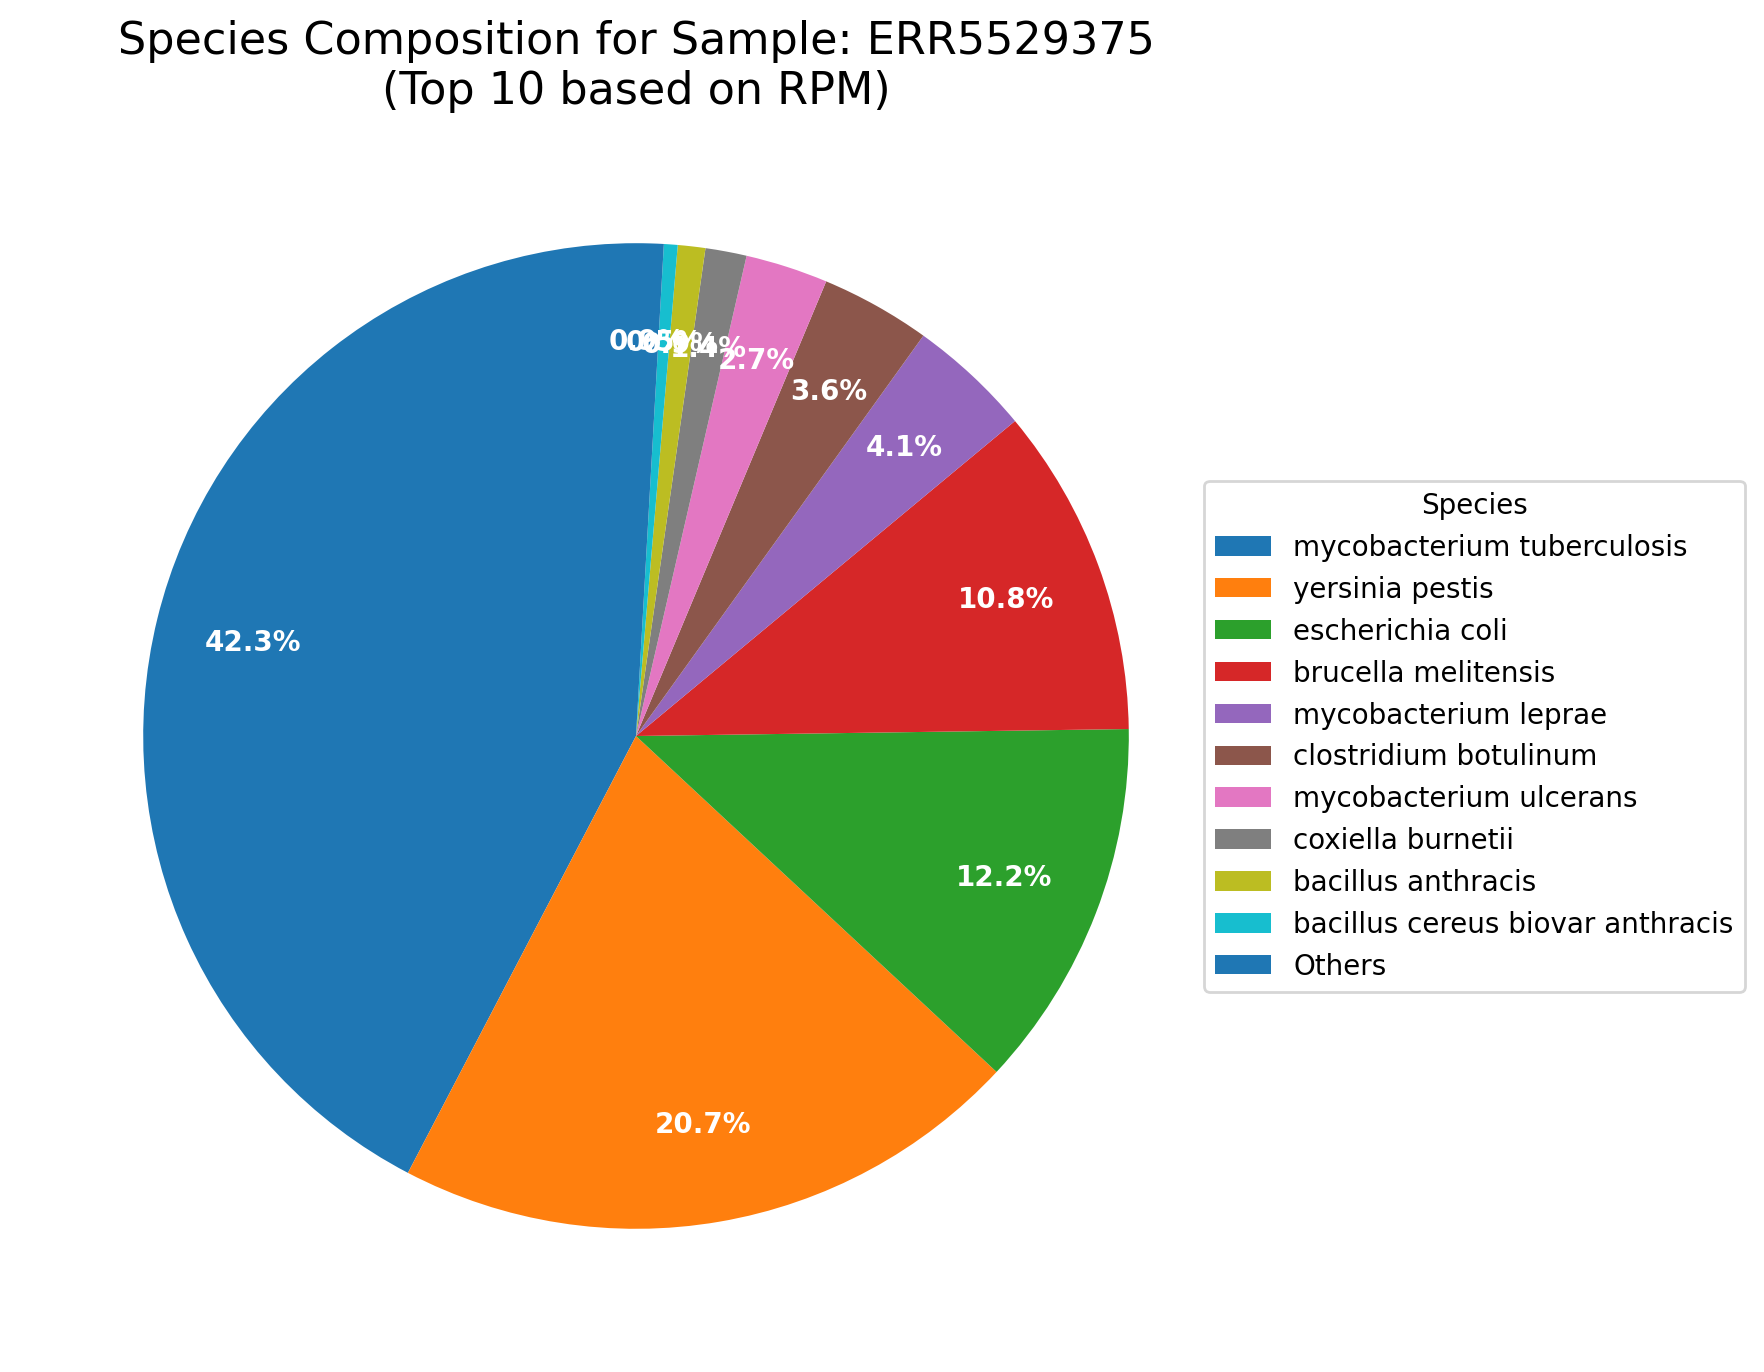 Species Composition for Sample: ERR5529375
(Top 10 based on RPM)
1.4%
2.7%
3.6%
4.1%
10.8%
42.3%
12.2%
20.7%
Species
mycobacterium tuberculosis
yersinia pestis
escherichia coli
brucella melitensis
mycobacterium leprae
clostridium botulinum
mycobacterium ulcerans
coxiella burnetii
bacillus anthracis
bacillus cereus biovar anthracis
Others